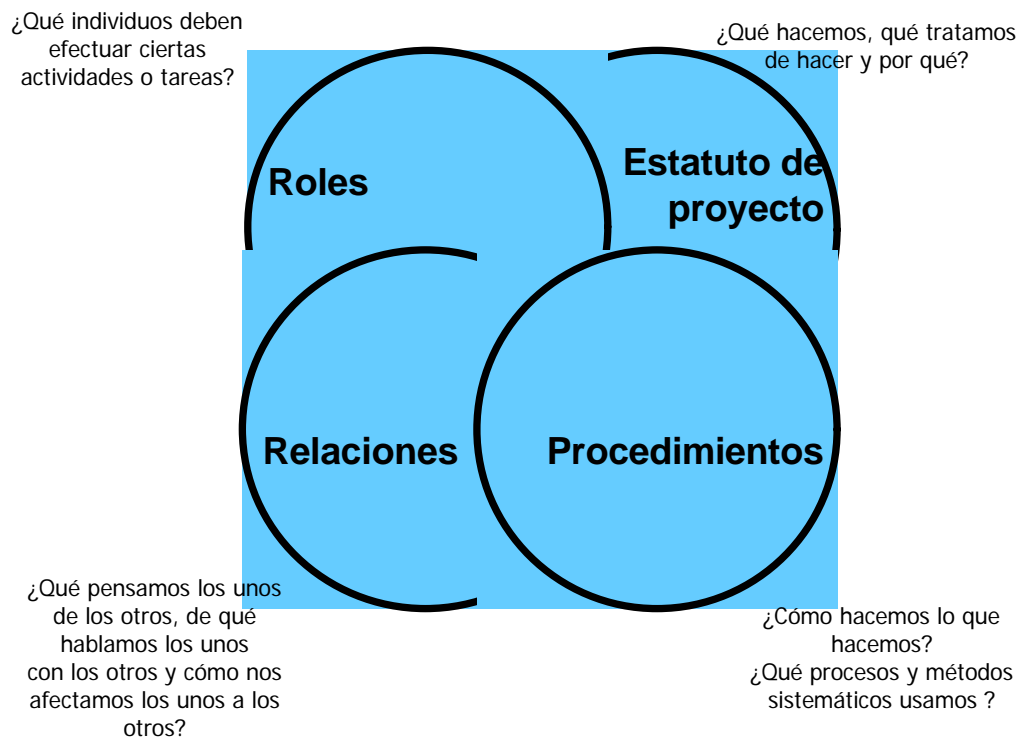 ¿Qué individuos deben
efectuar ciertas
actividades o tareas?
¿Qué hacemos, qué tratamos
de hacer y por qué?
Roles
Estatuto de
proyecto
Relaciones
Procedimientos
¿Qué pensamos los unos
de los otros, de qué
hablamos los unos
con los otros y cómo nos
afectamos los unos a los
otros?
¿Cómo hacemos lo que
hacemos?
¿Qué procesos y métodos
sistemáticos usamos ?